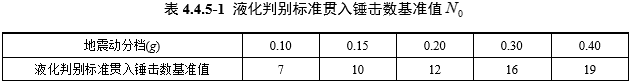 表 4.4.5-1 液化判别标准贯入锤击数基准值 N₀
地震动分档(g) 0.10 0.15 0.20 0.30 0.40
液化判别标准贯入锤击数基准值 7 10 12 16 19